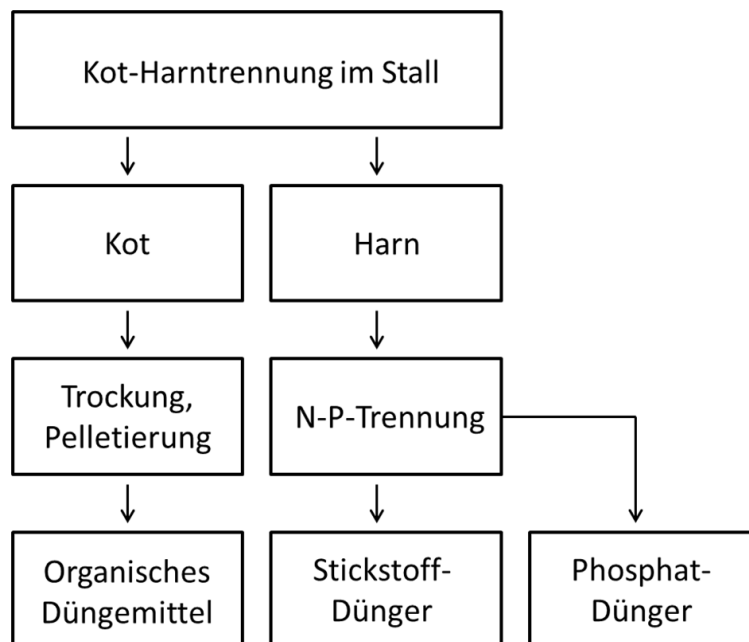 Kot-Harntrennung im Stall
Kot
Harn
Trockung,
Pelletierung
N-P-Trennung
Organisches
Düngemittel
Stickstoff-
Dünger
Phosphat-
Dünger